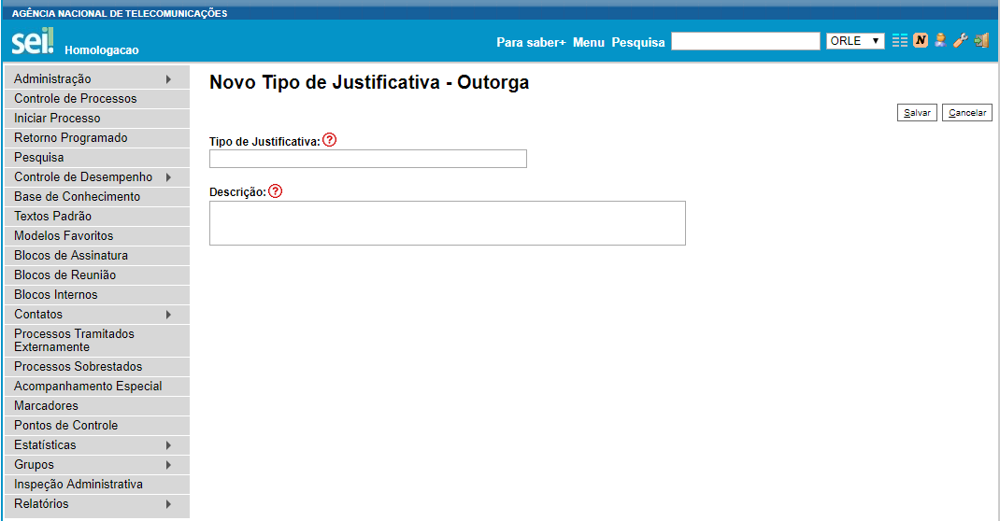 AGÊNCIA NACIONAL DE TELECOMUNICAÇÕES
sei! Homologacao
Para saber+ Menu Pesquisa ORLE N
Administração
Controle de Processos
Iniciar Processo
Retorno Programado
Pesquisa
Controle de Desempenho
Base de Conhecimento
Textos Padrão
Modelos Favoritos
Blocos de Assinatura
Blocos de Reunião
Blocos Internos
Contatos
Processos Tramitados
Externamente
Processos Sobrestados
Acompanhamento Especial
Marcadores
Pontos de Controle
Estatísticas
Grupos
Inspeção Administrativa
Relatórios
Novo Tipo de Justificativa - Outorga
Salvar Cancelar
Tipo de Justificativa: ?
Descrição: ?